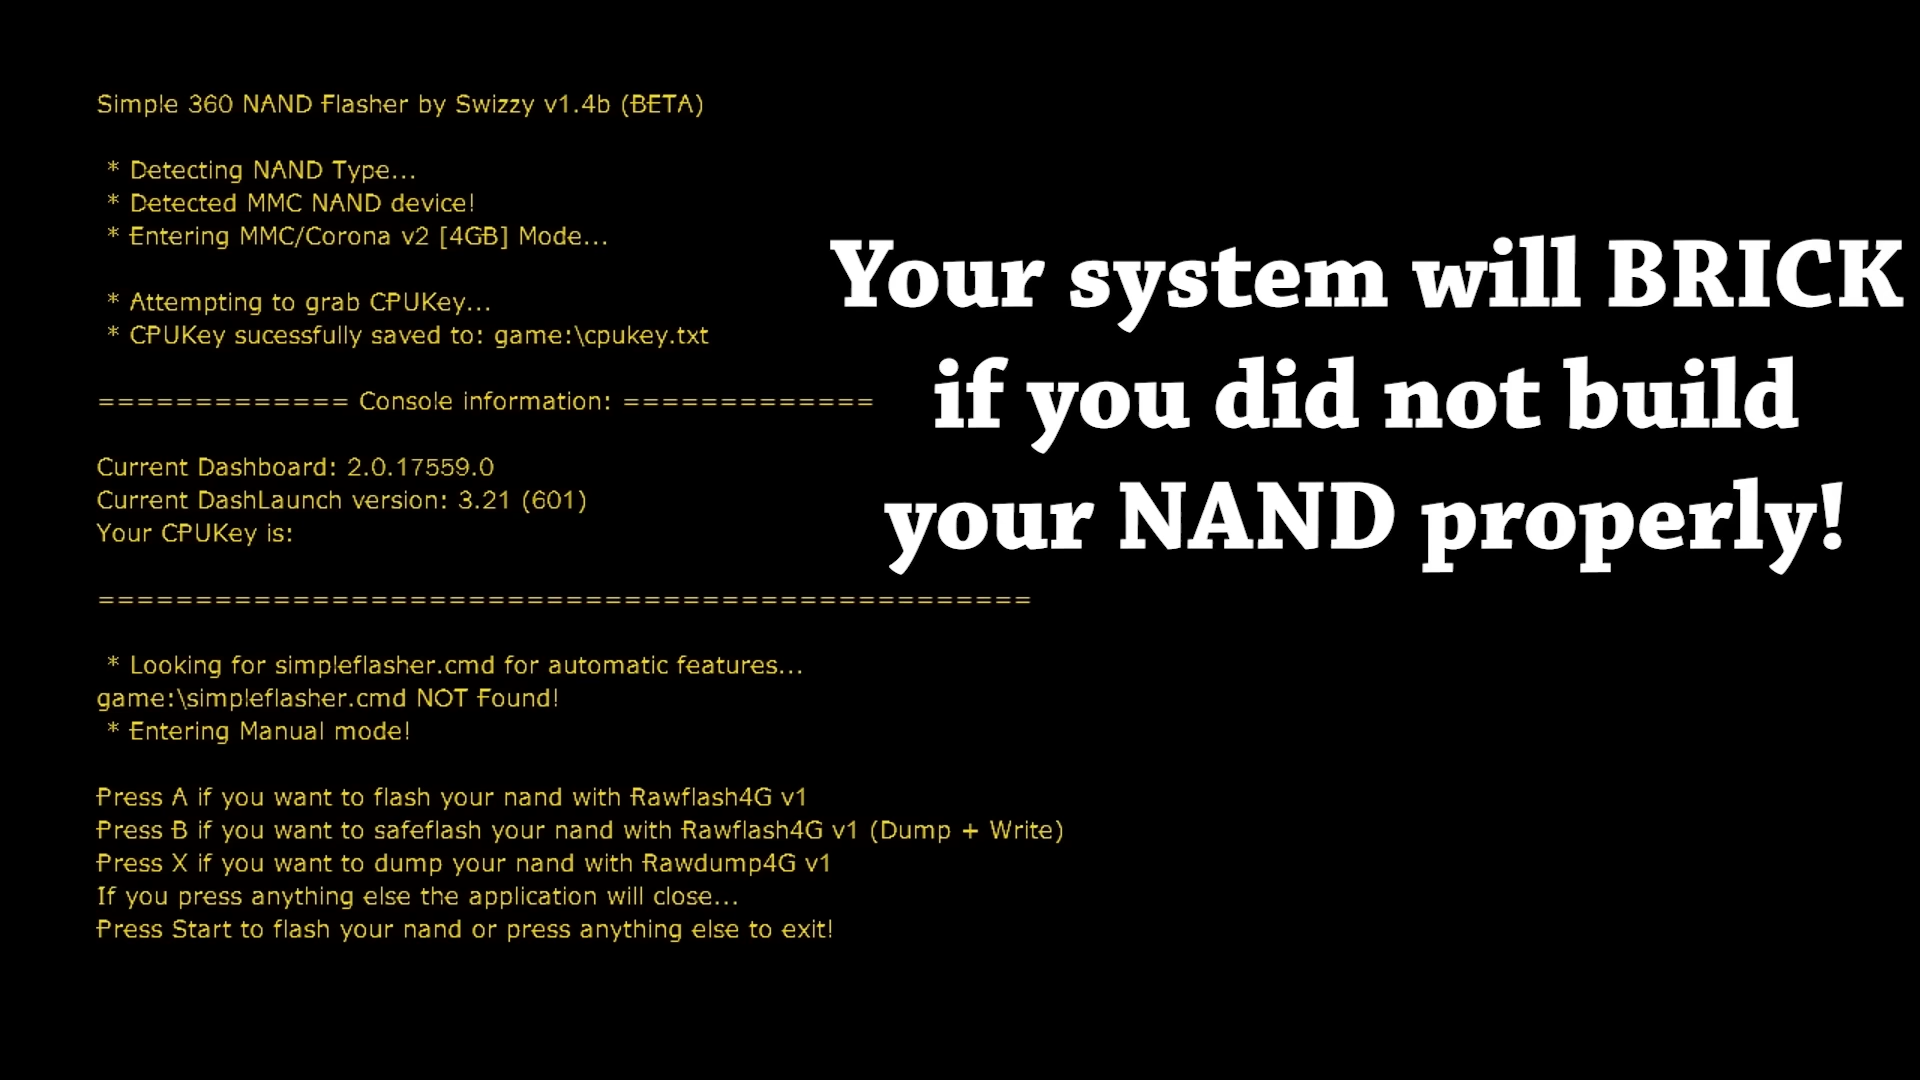 Simple 360 NAND Flasher by Swizzy v1.4b (BETA)
* Detecting NAND Type...
* Detected MMC NAND device!
* Entering MMC/Corona v2 [4GB] Mode...
* Attempting to grab CPUKey...
* CPUKey sucessfully saved to: game:\cpukey.txt
============= Console information: =============
Current Dashboard: 2.0.17559.0
Current DashLaunch version: 3.21 (601)
Your CPUKey is:
================================================
* Looking for simpleflasher.cmd for automatic features...
game:\simpleflasher.cmd NOT Found!
* Entering Manual mode!
Press A if you want to flash your nand with Rawflash4G v1
Press B if you want to safeflash your nand with Rawflash4G v1 (Dump + Write)
Press X if you want to dump your nand with Rawdump4G v1
If you press anything else the application will close...
Press Start to flash your nand or press anything else to exit!
Your system will BRICK
if you did not build
your NAND properly!